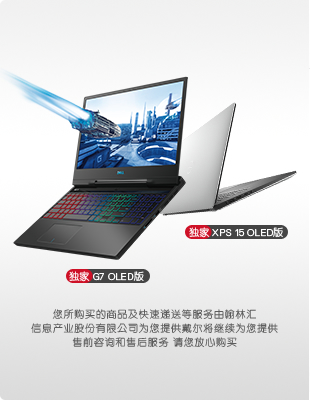 DELL
独家 XPS 15 OLED版
独家 G7 OLED版
您所购买的商品及快速递送等服务由翰林汇
信息产业股份有限公司为您提供戴尔将继续为您提供
售前咨询和售后服务 请您放心购买